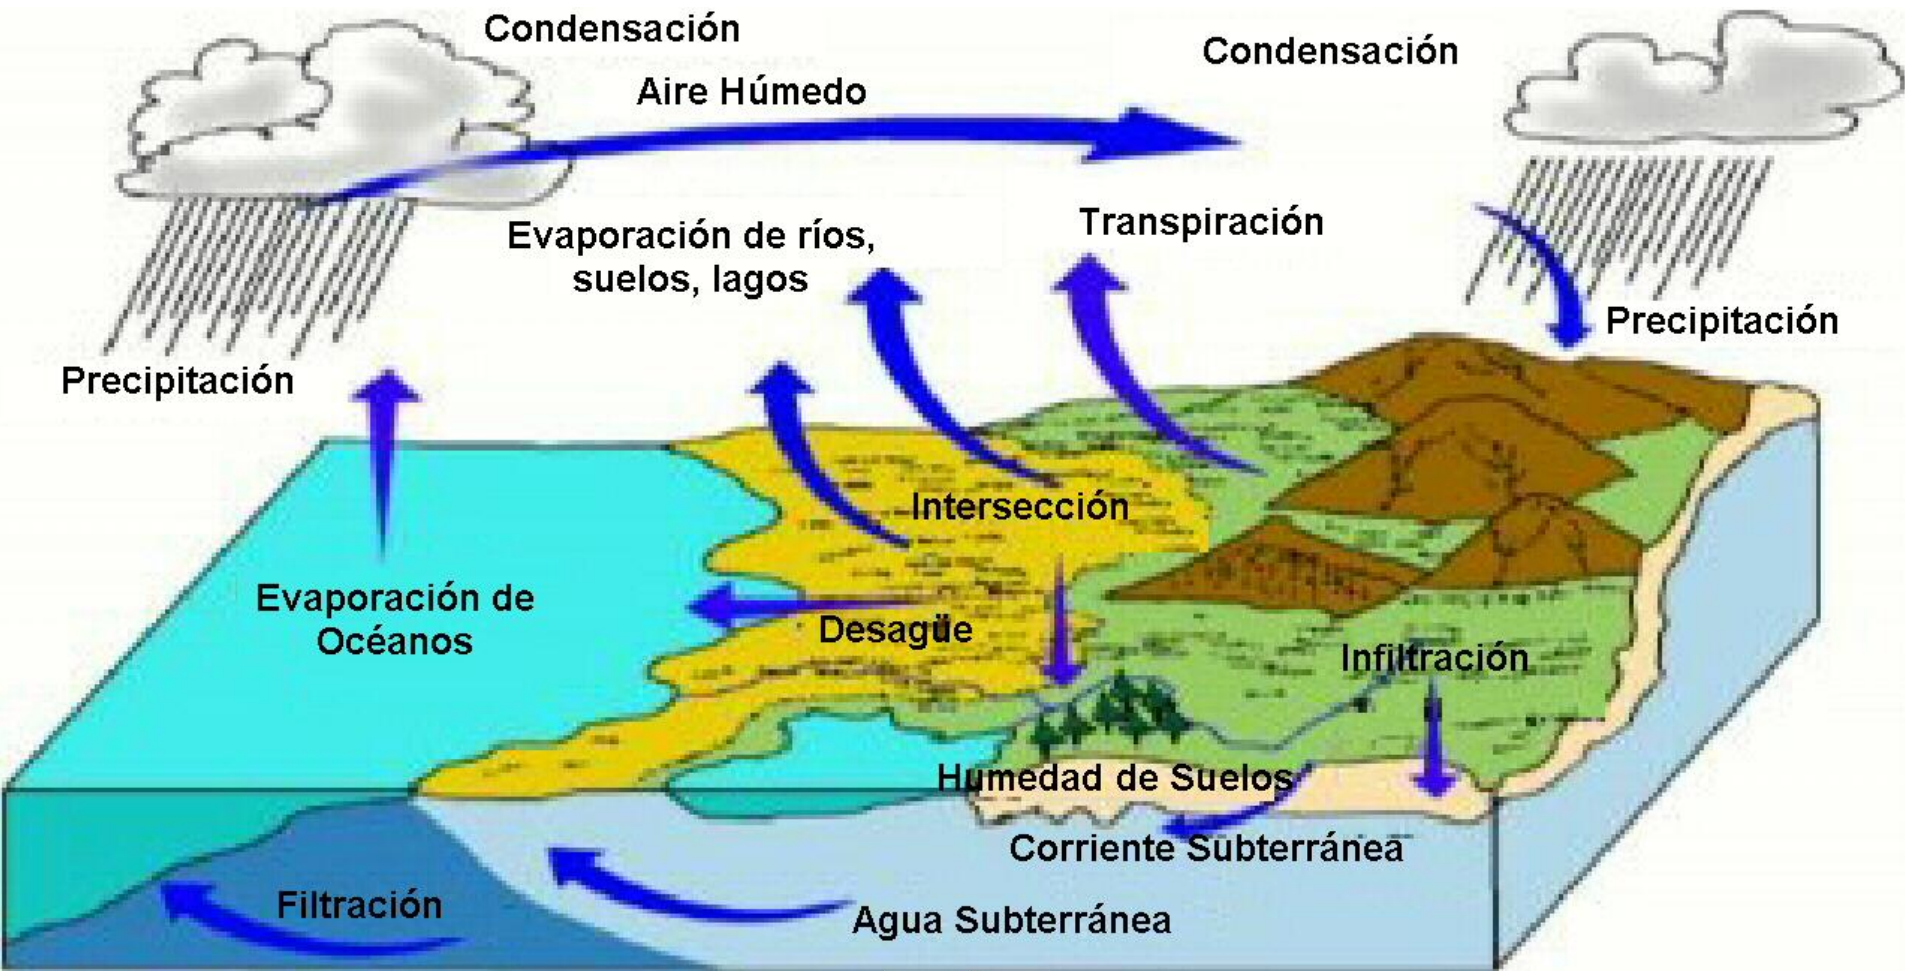 Condensación
Condensación
Aire Húmedo
Evaporación de ríos,
suelos, lagos
Transpiración
Precipitación
Precipitación
Intersección
Evaporación de
Océanos
Desagüe
Infiltración
Humedad de Suelos
Corriente Subterránea
Filtración
Agua Subterránea